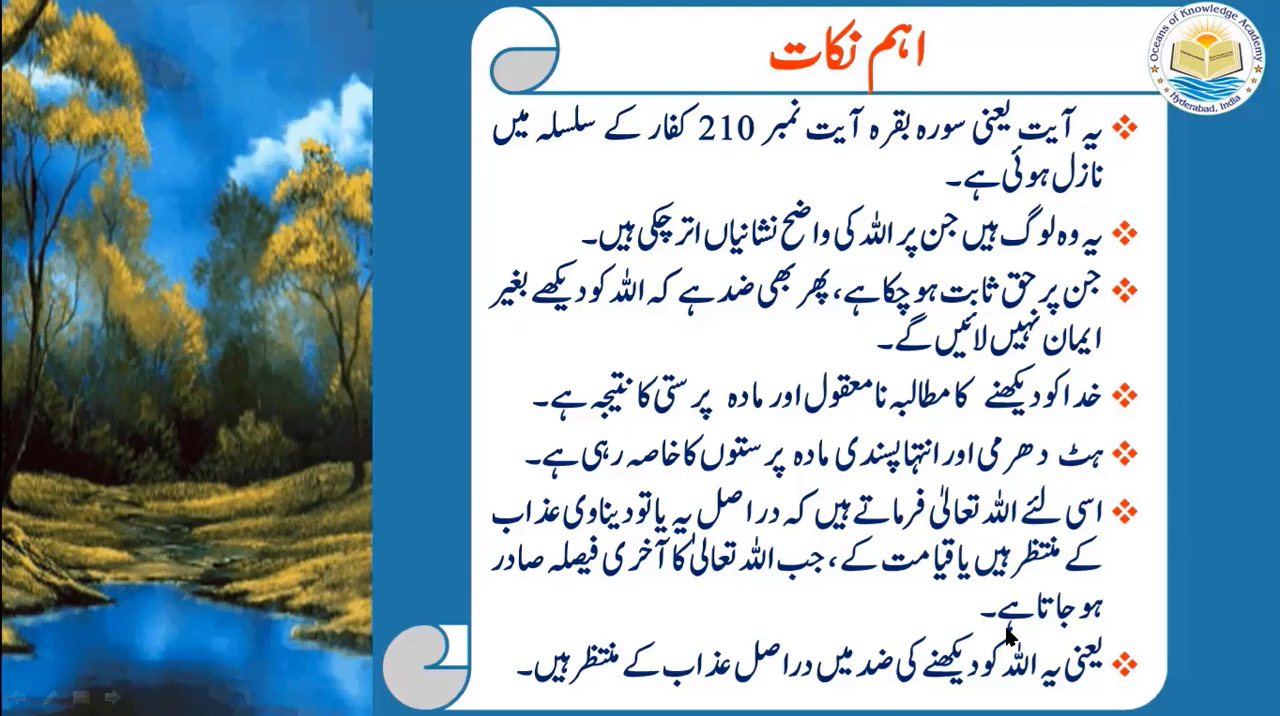 اہم نکات
Oceans of Knowledge Academy
Hyderabad, India
یہ آیت یعنی سورہ بقرہ آیت نمبر 210 کفار کے سلسلہ میں
نازل ہوئی ہے۔
یہ وہ لوگ ہیں جن پر اللہ کی واضح نشانیاں اتر چکی ہیں۔
جن پر حق ثابت ہو چکا ہے، پھر بھی ضد ہے کہ اللہ کو دیکھے بغیر
ایمان نہیں لائیں گے۔
خدا کو دیکھنے کا مطالبہ نامعقول اور مادہ پرستی کا نتیجہ ہے۔
ہٹ دھرمی اور انتہا پسندی مادہ پرستوں کا خاصہ رہی ہے۔
اسی لئے اللہ تعالیٰ فرماتے ہیں کہ دراصل یہ یا تو دیناوی عذاب
کے منتظر ہیں یا قیامت کے، جب اللہ تعالیٰ کا آخری فیصلہ صادر
ہو جاتا ہے۔
یعنی یہ اللہ کو دیکھنے کی ضد میں دراصل عذاب کے منتظر ہیں۔